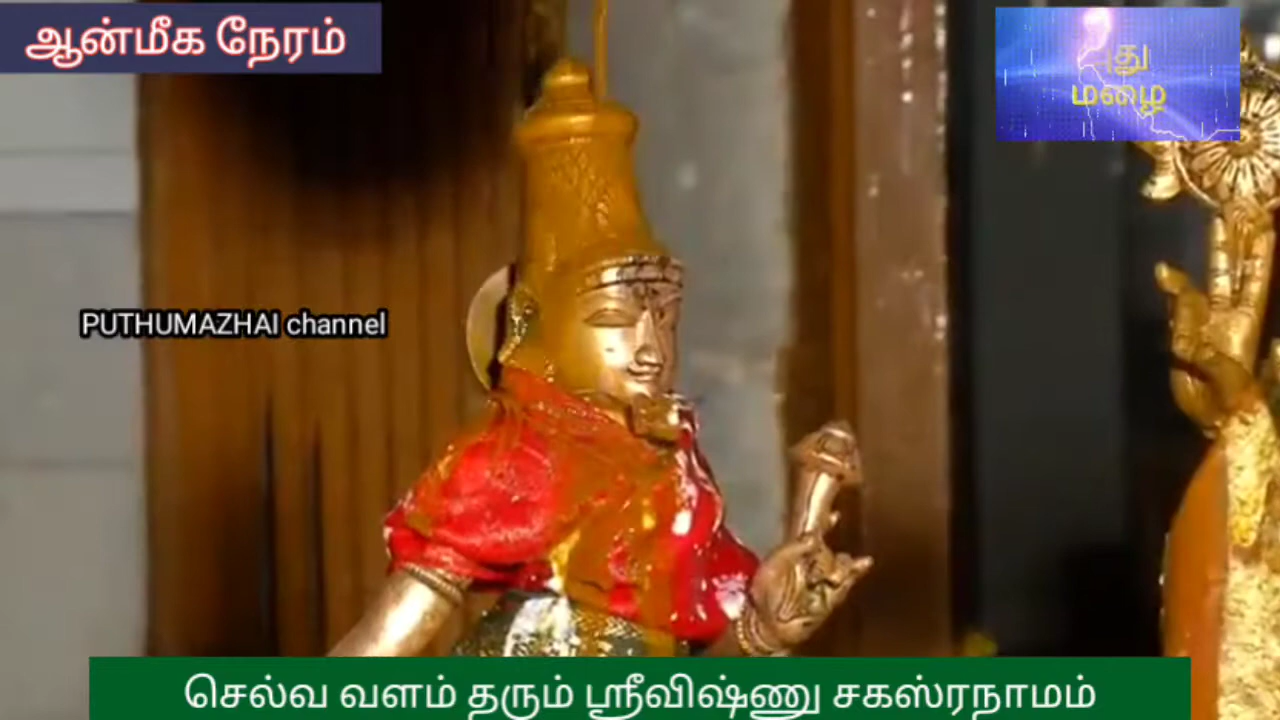 ஆன்மீக நேரம்
புது
மழை
PUTHUMAZHAI channel
செல்வ வளம் தரும் ஸ்ரீவிஷ்ணு சகஸ்ரநாமம்